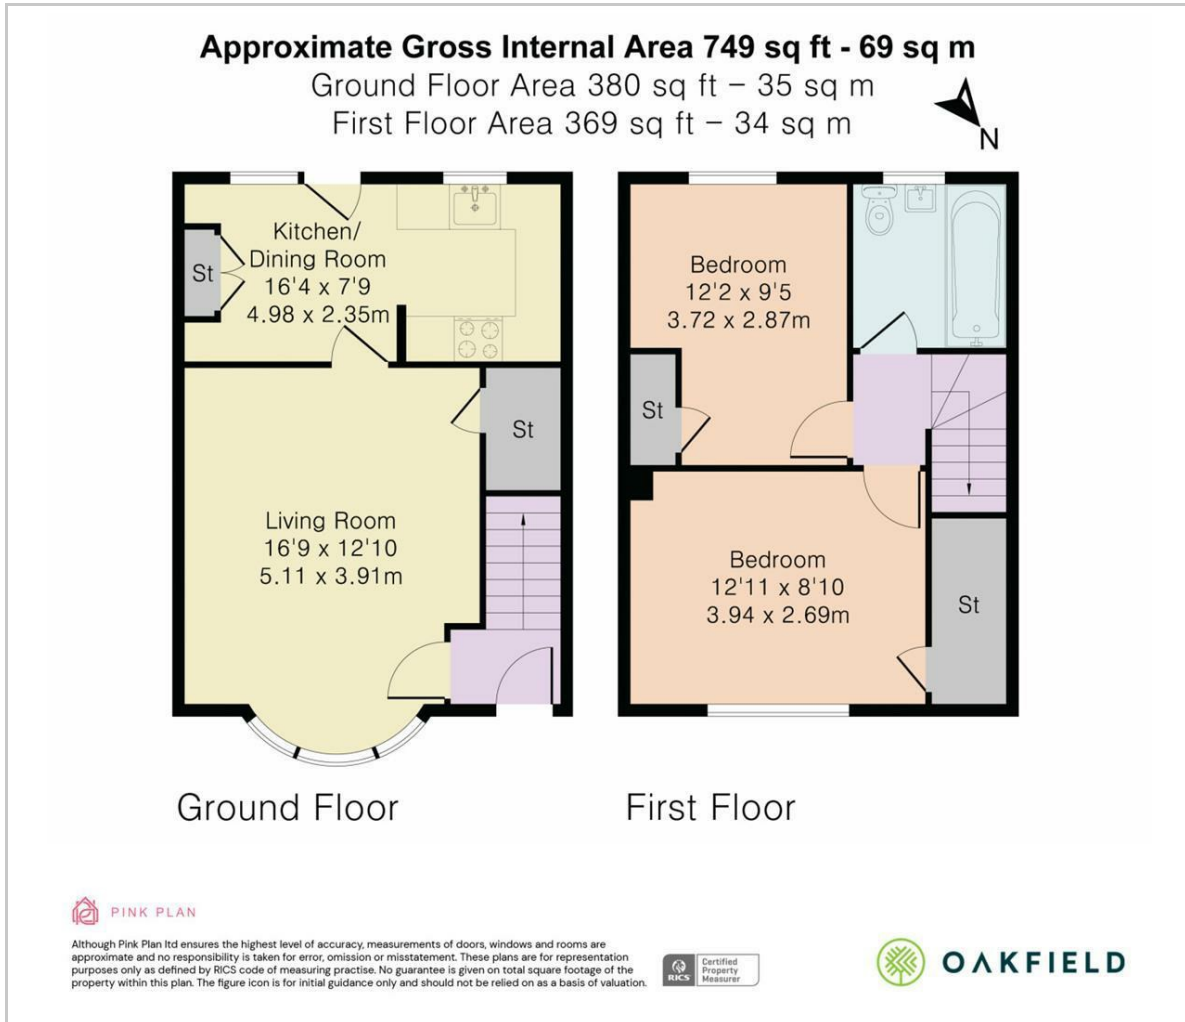 Approximate Gross Internal Area 749 sq ft - 69 sq m
Ground Floor Area 380 sq ft – 35 sq m
First Floor Area 369 sq ft – 34 sq m
N
Kitchen/
Dining Room
16'4 x 7'9
4.98 x 2.35m
St
St
Living Room
16'9 x 12'10
5.11 x 3.91m
Ground Floor
Bedroom
12'2 x 9'5
3.72 x 2.87m
St
Bedroom
12'11 x 8'10
3.94 x 2.69m
St
First Floor
PINK PLAN
Although Pink Plan ltd ensures the highest level of accuracy, measurements of doors, windows and rooms are
approximate and no responsibility is taken for error, omission or misstatement. These plans are for representation
purposes only as defined by RICS code of measuring practise. No guarantee is given on total square footage of the
property within this plan. The figure icon is for initial guidance only and should not be relied on as a basis of valuation.
RICS
Certified
Property
Measurer
OAKFIELD